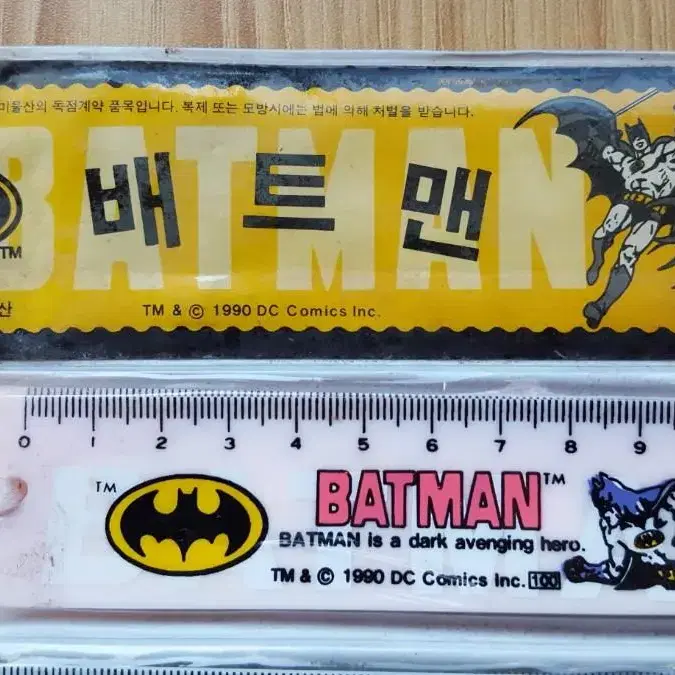 미물산의 독점계약 품목입니다. 복제 또는 모방시에는 법에 의해 처벌을 받습니다.
BATMAN
배트맨
TM
산
TM & © 1990 DC Comics Inc.
0 1 2 3 4 5 6 7 8 9
TM
BATMAN TM
BATMAN is a dark avenging hero.
TM & © 1990 DC Comics Inc. 100